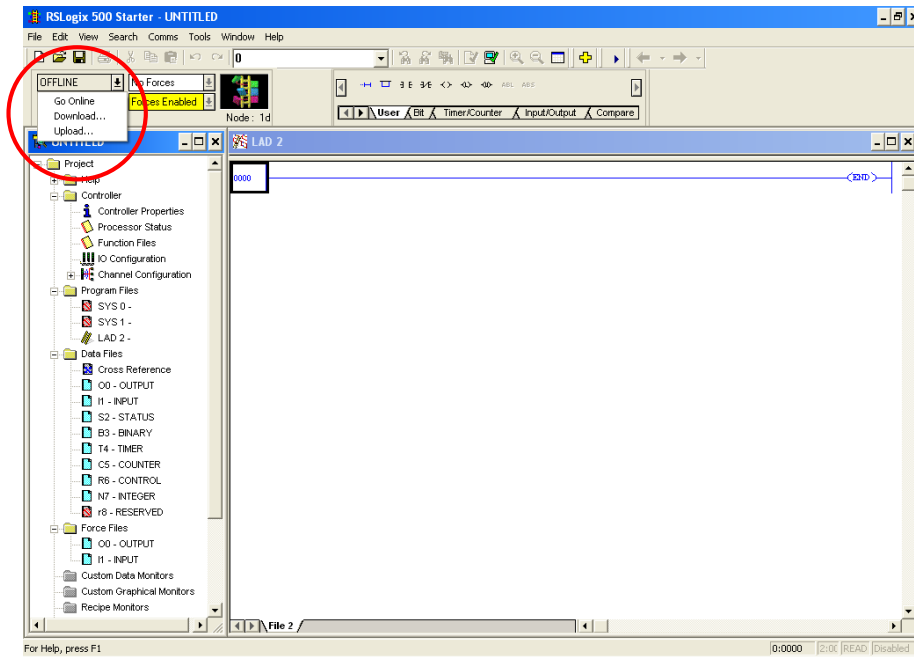 RSLogix 500 Starter - UNTITLED
File Edit View Search Comms Tools Window Help
0
OFFLINE No Forces
Go Online
Forces Enabled
Download...
Upload...
Node: 1d
ABL ABS
User Bit Timer/Counter Input/Output Compare
UNTITLED
LAD 2
Project
Help
Controller
Controller Properties
Processor Status
Function Files
IO Configuration
Channel Configuration
Program Files
SYS 0 -
SYS 1 -
LAD 2 -
Data Files
Cross Reference
O0 - OUTPUT
I1 - INPUT
S2 - STATUS
B3 - BINARY
T4 - TIMER
C5 - COUNTER
R6 - CONTROL
N7 - INTEGER
r8 - RESERVED
Force Files
O0 - OUTPUT
I1 - INPUT
Custom Data Monitors
Custom Graphical Monitors
Recipe Monitors
0000
END
File 2
For Help, press F1
0:0000 READ Disabled